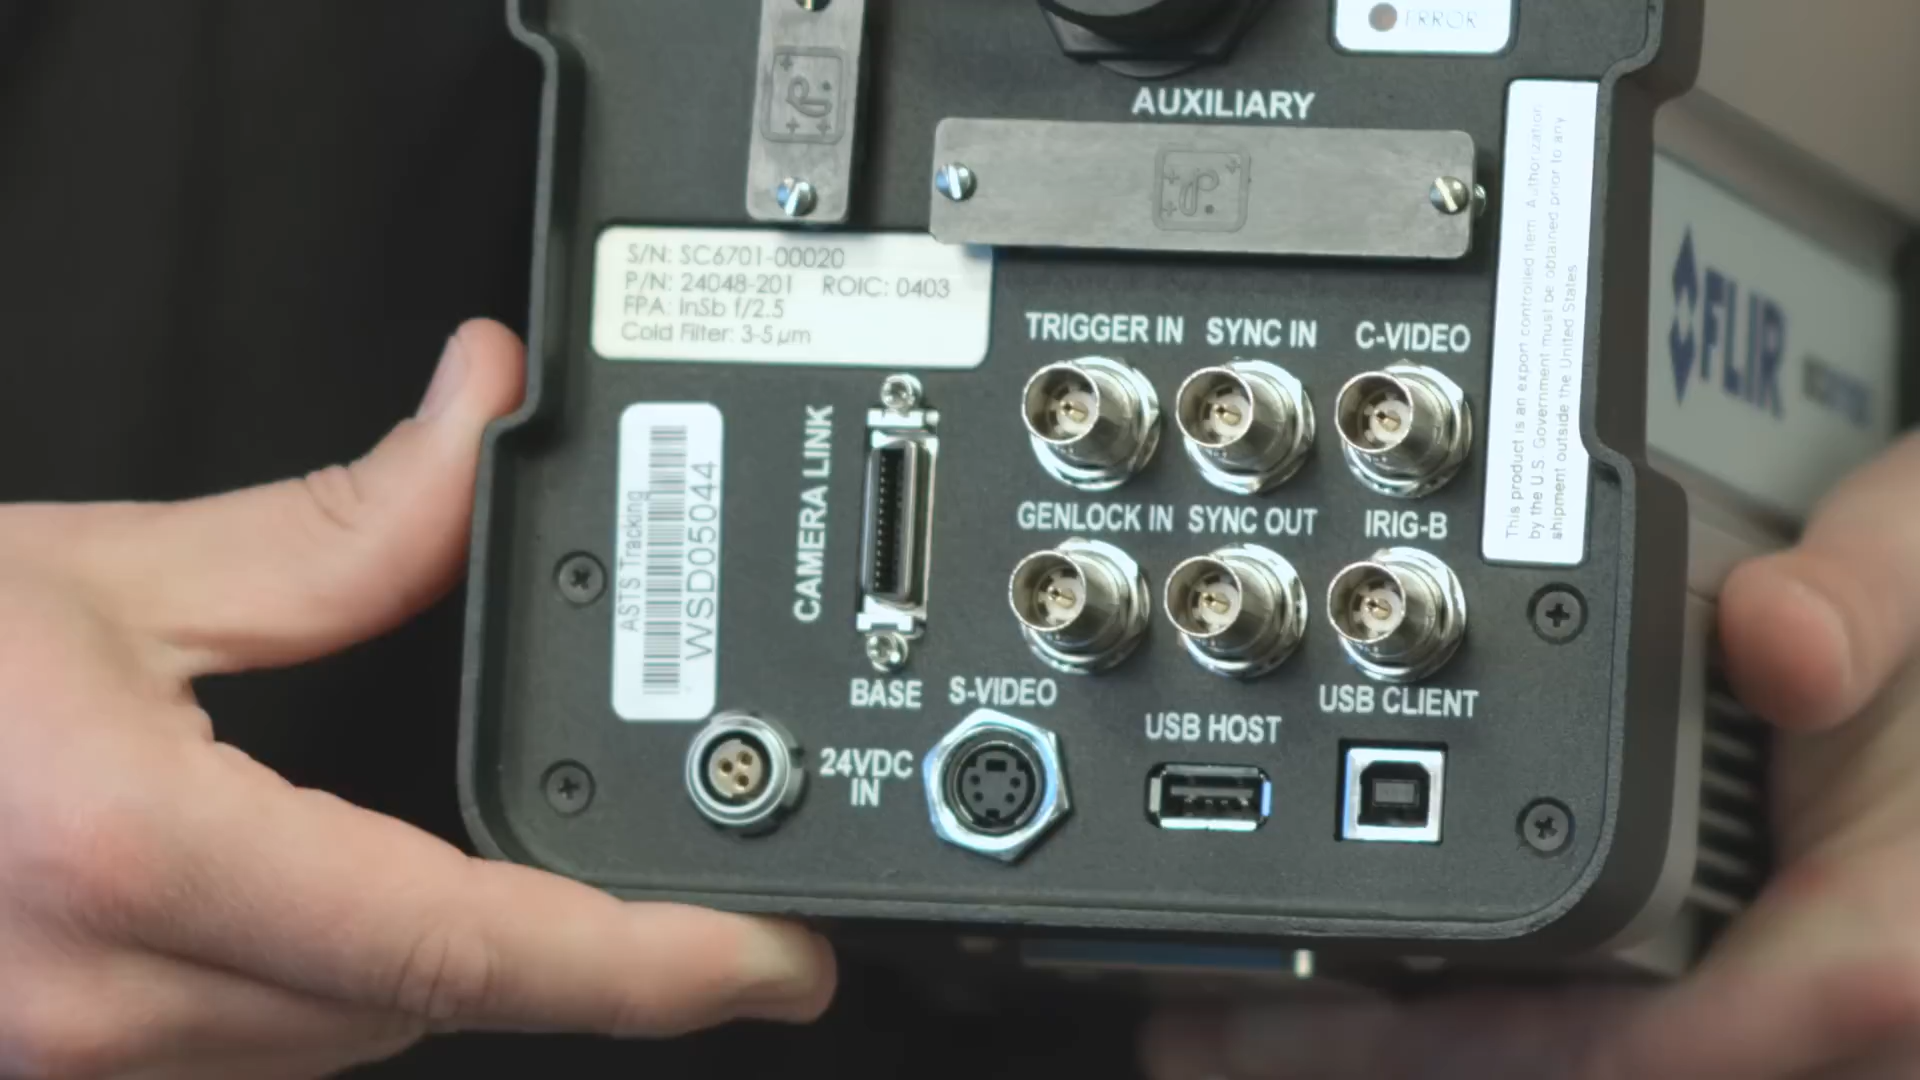 ERROR
AUXILIARY
S/N: SC6701-00020
P/N: 24048-201 ROIC: 0403
FPA: InSb f/2.5
Cold Filter: 3-5 µm
TRIGGER IN SYNC IN C-VIDEO
GENLOCK IN SYNC OUT IRIG-B
CAMERA LINK
BASE
S-VIDEO
USB HOST
USB CLIENT
24VDC
IN
ASTS Tracking
WSD05044
This product is an export controlled item. Authorization
by the U.S. Government must be obtained prior to any
shipment outside the United States
FLIR